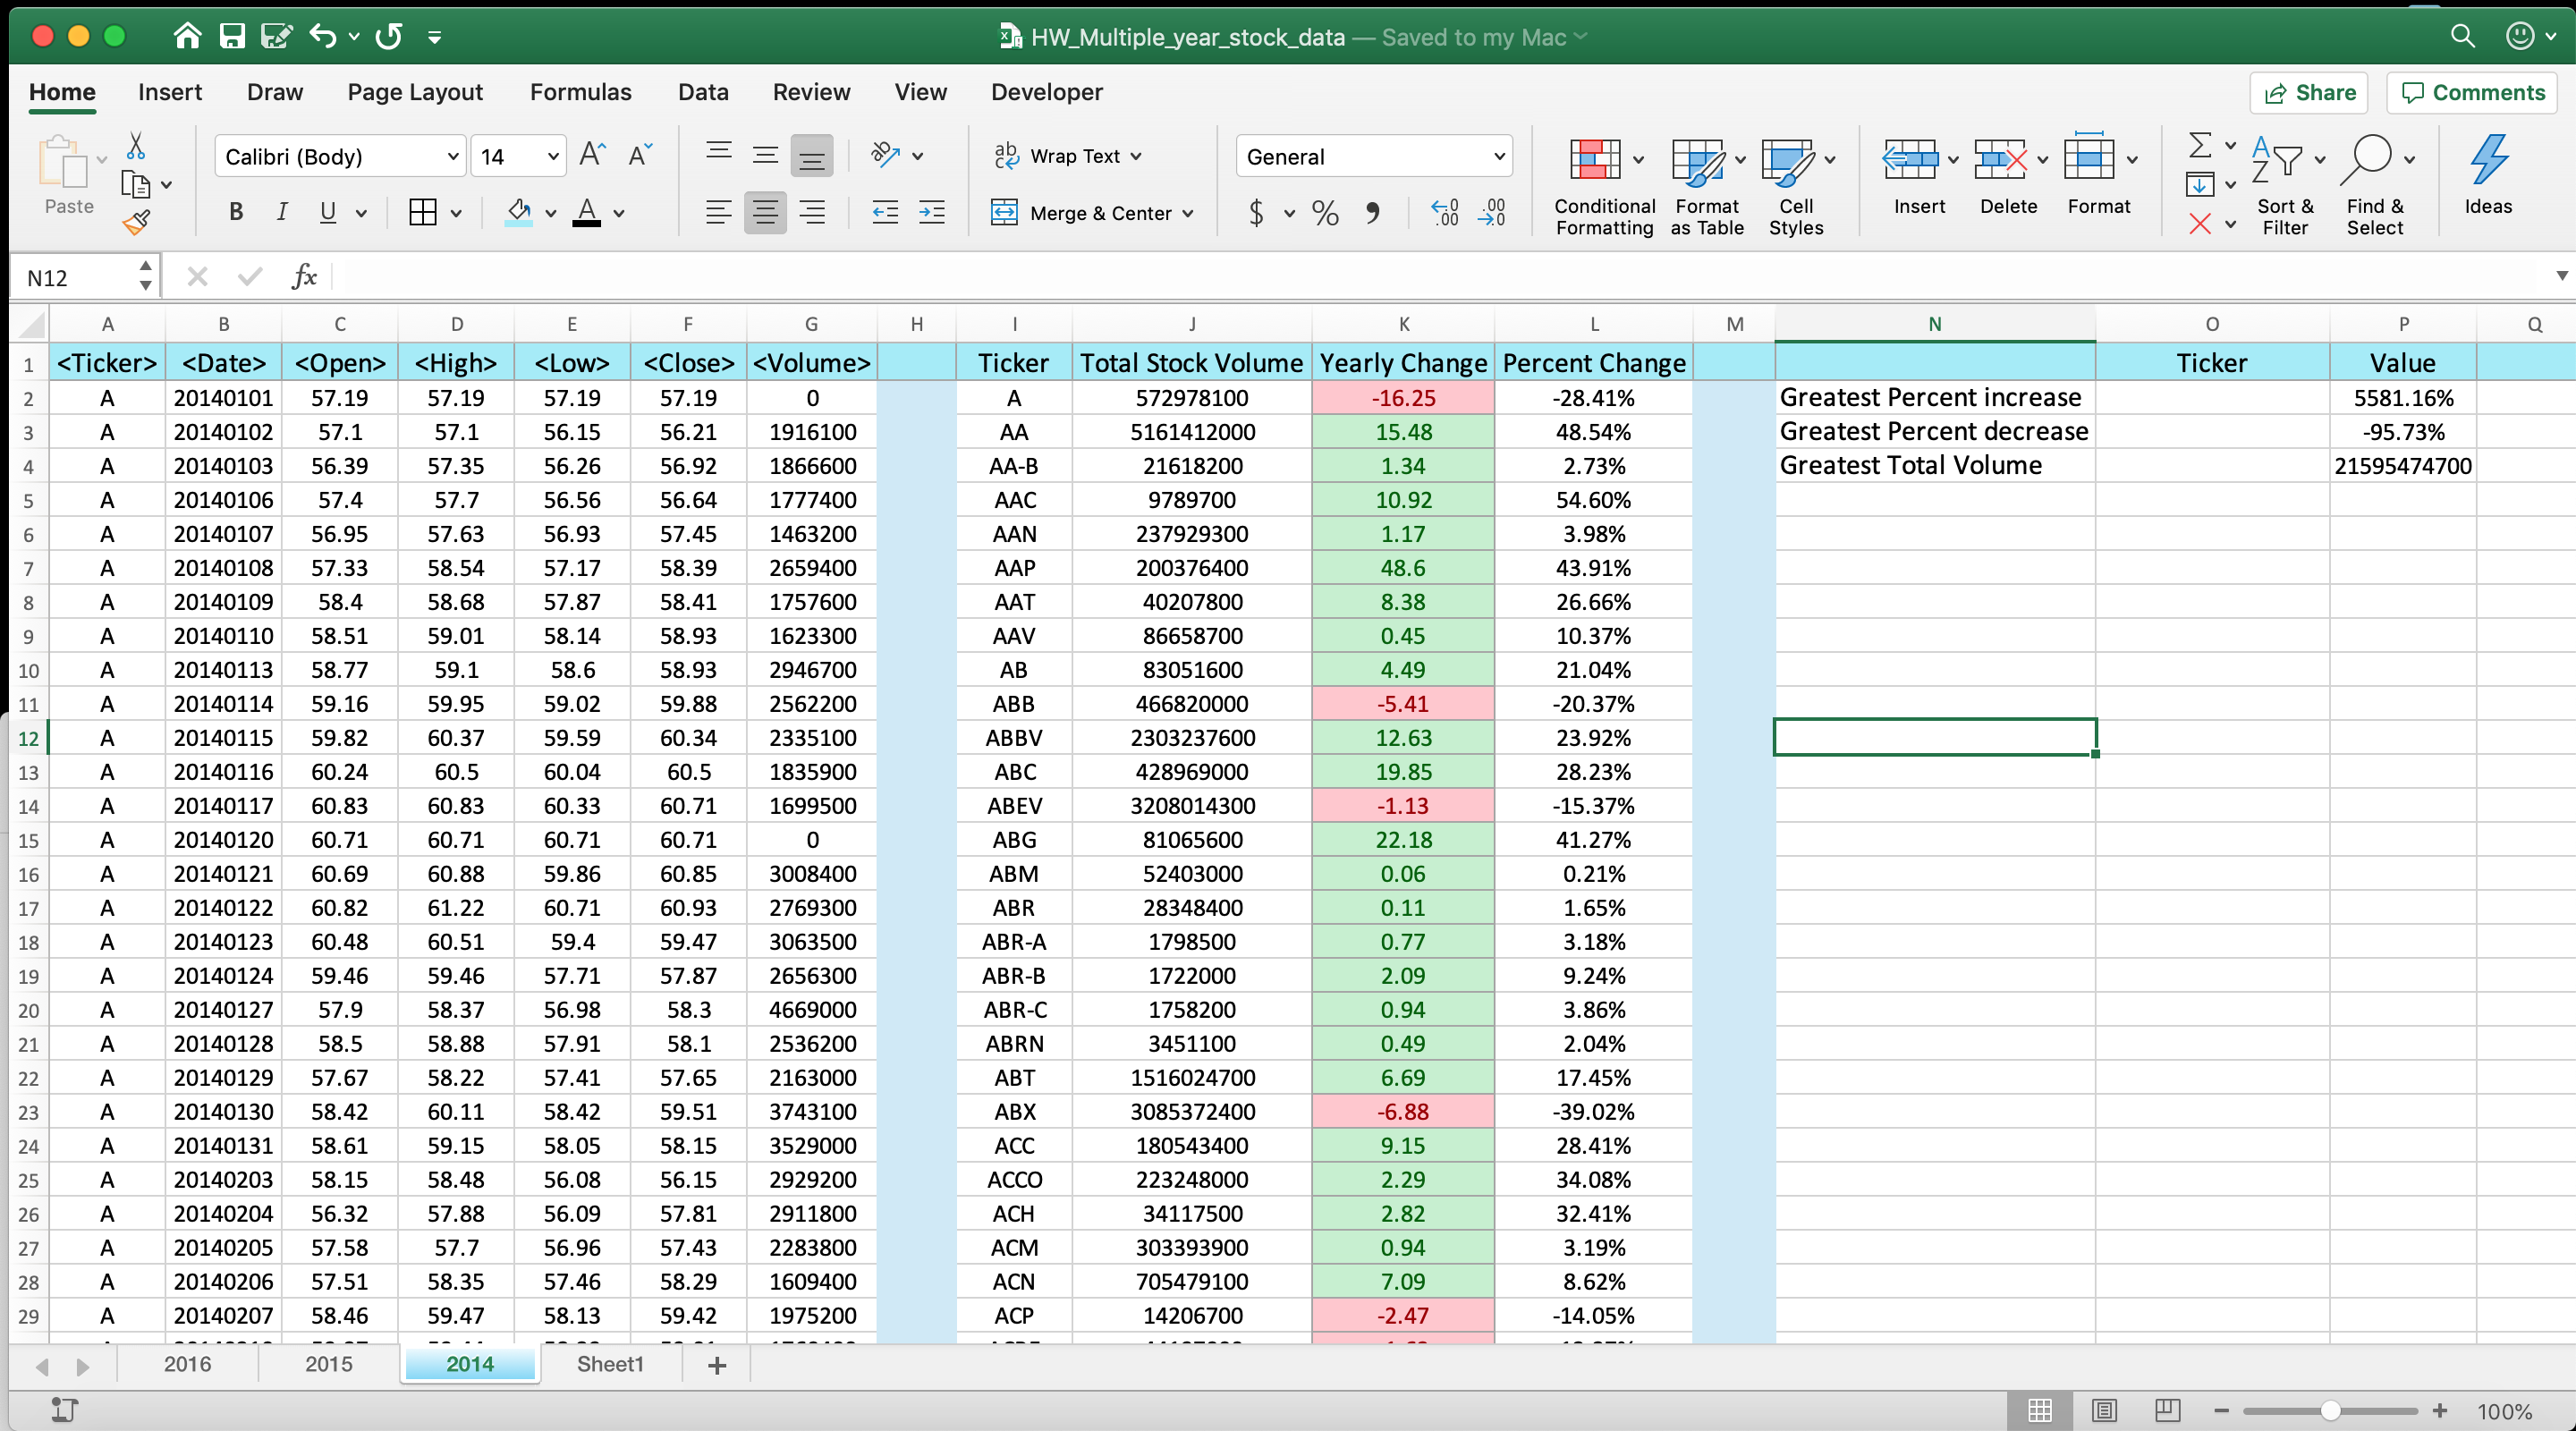 HW_Multiple_year_stock_data — Saved to my Mac
Home Insert Draw Page Layout Formulas Data Review View Developer Share Comments
Paste Calibri (Body) 14 Wrap Text General Conditional Formatting Format as Table Cell Styles Insert Delete Format Sort & Filter Find & Select Ideas
B I U A Merge & Center $ %
N12 fx
A B C D E F G H I J K L M N O P Q
1 <Ticker> <Date> <Open> <High> <Low> <Close> <Volume> Ticker Total Stock Volume Yearly Change Percent Change Ticker Value
2 A 20140101 57.19 57.19 57.19 57.19 0 A 572978100 -16.25 -28.41% Greatest Percent increase 5581.16%
3 A 20140102 57.1 57.1 56.15 56.21 1916100 AA 5161412000 15.48 48.54% Greatest Percent decrease -95.73%
4 A 20140103 56.39 57.35 56.26 56.92 1866600 AA-B 21618200 1.34 2.73% Greatest Total Volume 21595474700
5 A 20140106 57.4 57.7 56.56 56.64 1777400 AAC 9789700 10.92 54.60%
6 A 20140107 56.95 57.63 56.93 57.45 1463200 AAN 237929300 1.17 3.98%
7 A 20140108 57.33 58.54 57.17 58.39 2659400 AAP 200376400 48.6 43.91%
8 A 20140109 58.4 58.68 57.87 58.41 1757600 AAT 40207800 8.38 26.66%
9 A 20140110 58.51 59.01 58.14 58.93 1623300 AAV 86658700 0.45 10.37%
10 A 20140113 58.77 59.1 58.6 58.93 2946700 AB 83051600 4.49 21.04%
11 A 20140114 59.16 59.95 59.02 59.88 2562200 ABB 466820000 -5.41 -20.37%
12 A 20140115 59.82 60.37 59.59 60.34 2335100 ABBV 2303237600 12.63 23.92%
13 A 20140116 60.24 60.5 60.04 60.5 1835900 ABC 428969000 19.85 28.23%
14 A 20140117 60.83 60.83 60.33 60.71 1699500 ABEV 3208014300 -1.13 -15.37%
15 A 20140120 60.71 60.71 60.71 60.71 0 ABG 81065600 22.18 41.27%
16 A 20140121 60.69 60.88 59.86 60.85 3008400 ABM 52403000 0.06 0.21%
17 A 20140122 60.82 61.22 60.71 60.93 2769300 ABR 28348400 0.11 1.65%
18 A 20140123 60.48 60.51 59.4 59.47 3063500 ABR-A 1798500 0.77 3.18%
19 A 20140124 59.46 59.46 57.71 57.87 2656300 ABR-B 1722000 2.09 9.24%
20 A 20140127 57.9 58.37 56.98 58.3 4669000 ABR-C 1758200 0.94 3.86%
21 A 20140128 58.5 58.88 57.91 58.1 2536200 ABRN 3451100 0.49 2.04%
22 A 20140129 57.67 58.22 57.41 57.65 2163000 ABT 1516024700 6.69 17.45%
23 A 20140130 58.42 60.11 58.42 59.51 3743100 ABX 3085372400 -6.88 -39.02%
24 A 20140131 58.61 59.15 58.05 58.15 3529000 ACC 180543400 9.15 28.41%
25 A 20140203 58.15 58.48 56.08 56.15 2929200 ACCO 223248000 2.29 34.08%
26 A 20140204 56.32 57.88 56.09 57.81 2911800 ACH 34117500 2.82 32.41%
27 A 20140205 57.58 57.7 56.96 57.43 2283800 ACM 303393900 0.94 3.19%
28 A 20140206 57.51 58.35 57.46 58.29 1609400 ACN 705479100 7.09 8.62%
29 A 20140207 58.46 59.47 58.13 59.42 1975200 ACP 14206700 -2.47 -14.05%
2016 2015 2014 Sheet1 +
100%